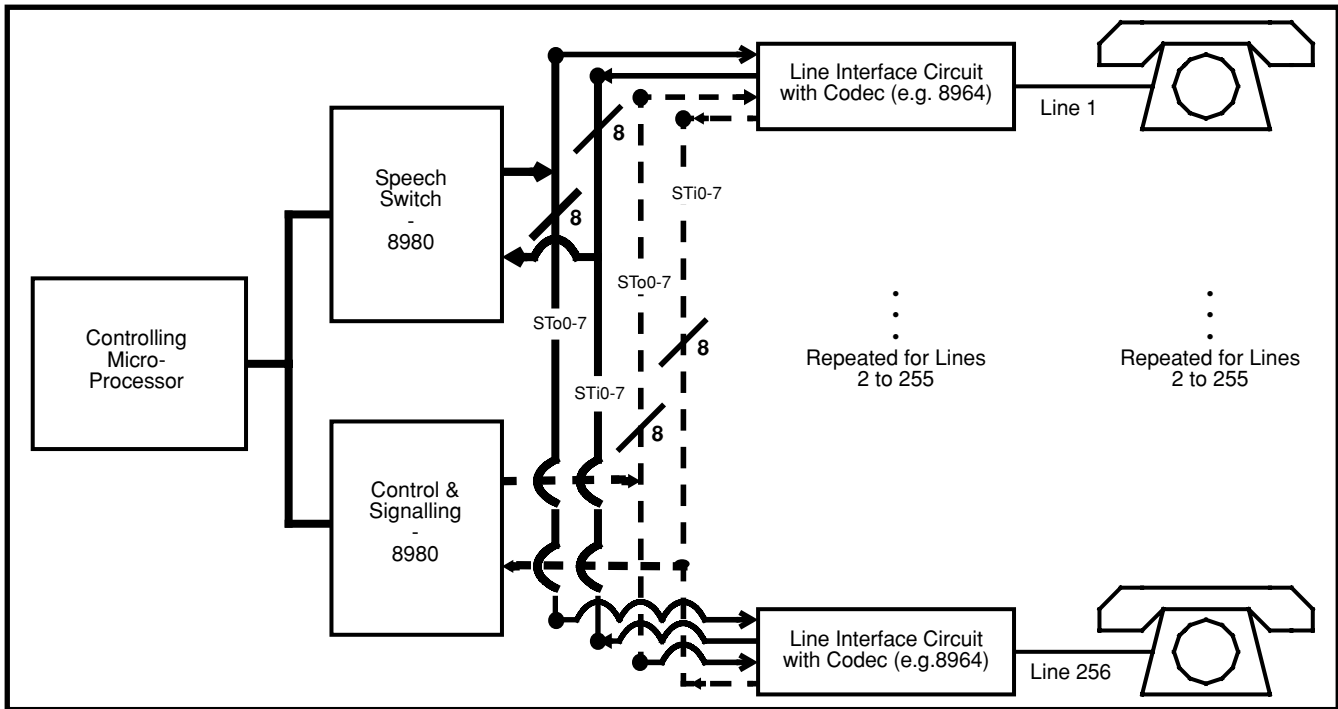 Line Interface Circuit
with Codec (e.g. 8964)
Line 1
8
Speech
Switch
-
8980
STi0-7
8
STo0-7
STo0-7
Controlling
Micro-
Processor
8
.
.
.
Repeated for Lines
2 to 255
.
.
.
Repeated for Lines
2 to 255
STi0-7
8
Control &
Signalling
-
8980
Line Interface Circuit
with Codec (e.g.8964)
Line 256